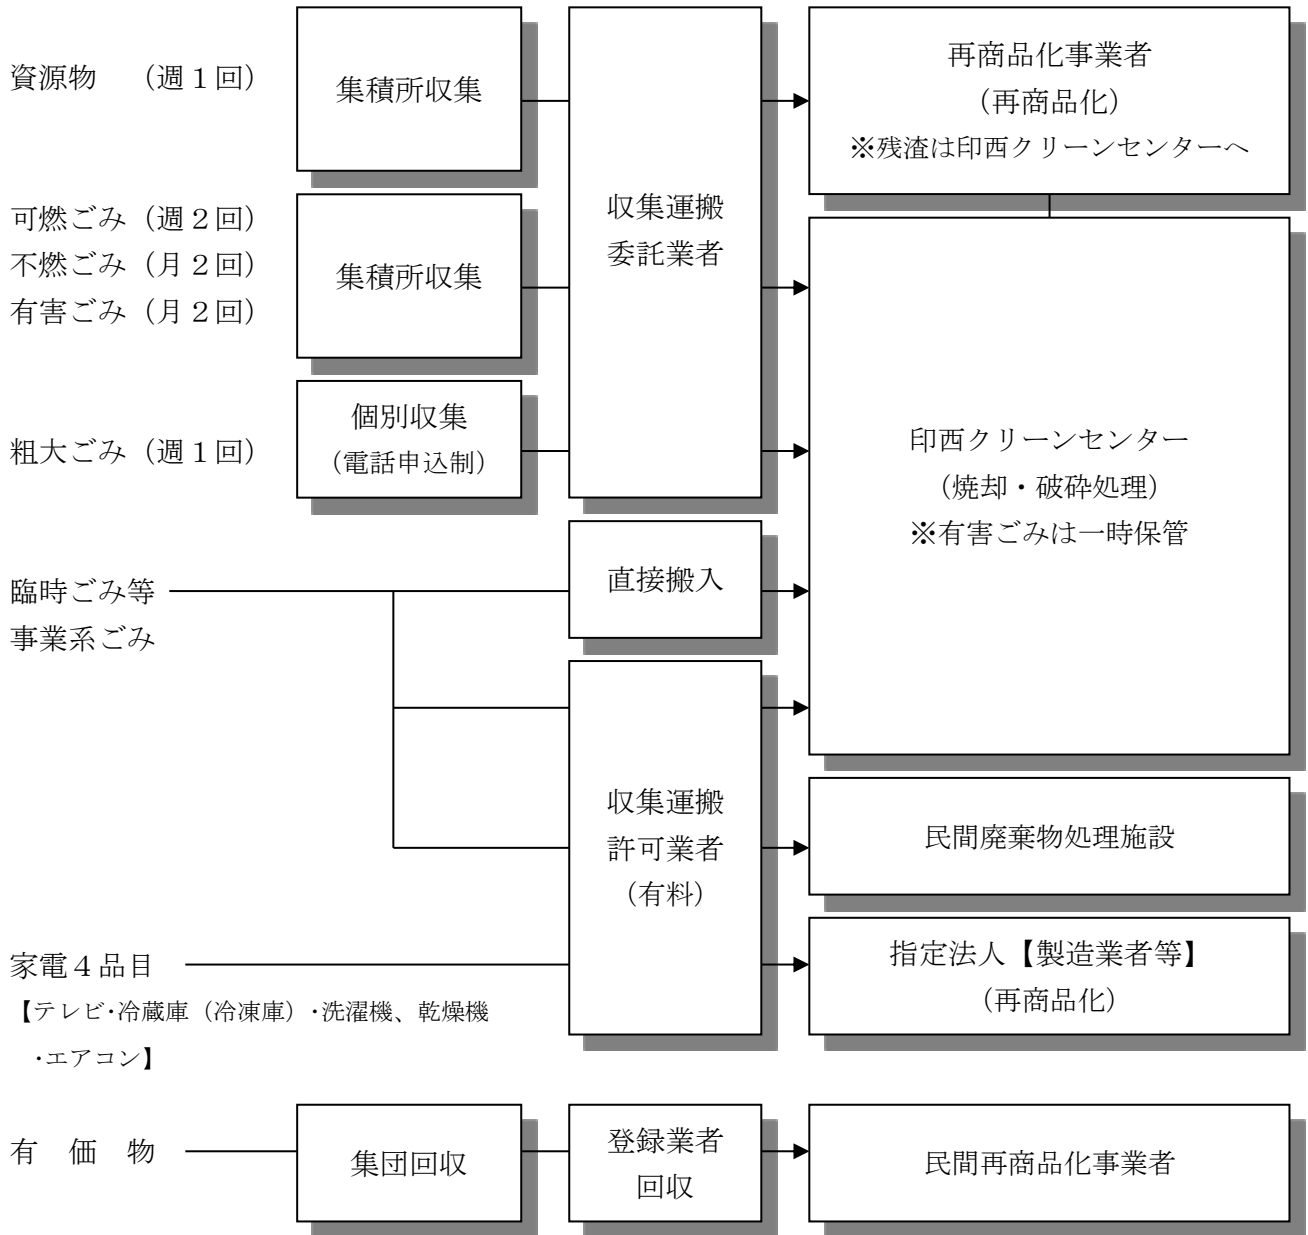 資源物　（週１回）
集積所収集
再商品化事業者
（再商品化）
※残渣は印西クリーンセンターへ
可燃ごみ（週２回）
不燃ごみ（月２回）
有害ごみ（月２回）
集積所収集
収集運搬
委託業者
粗大ごみ（週１回）
個別収集
（電話申込制）
印西クリーンセンター
（焼却・破砕処理）
※有害ごみは一時保管
臨時ごみ等
事業系ごみ
直接搬入
収集運搬
許可業者
（有料）
民間廃棄物処理施設
家電４品目
【テレビ・冷蔵庫（冷凍庫）・洗濯機、乾燥機
・エアコン】
指定法人【製造業者等】
（再商品化）
有　価　物
集団回収
登録業者
回収
民間再商品化事業者